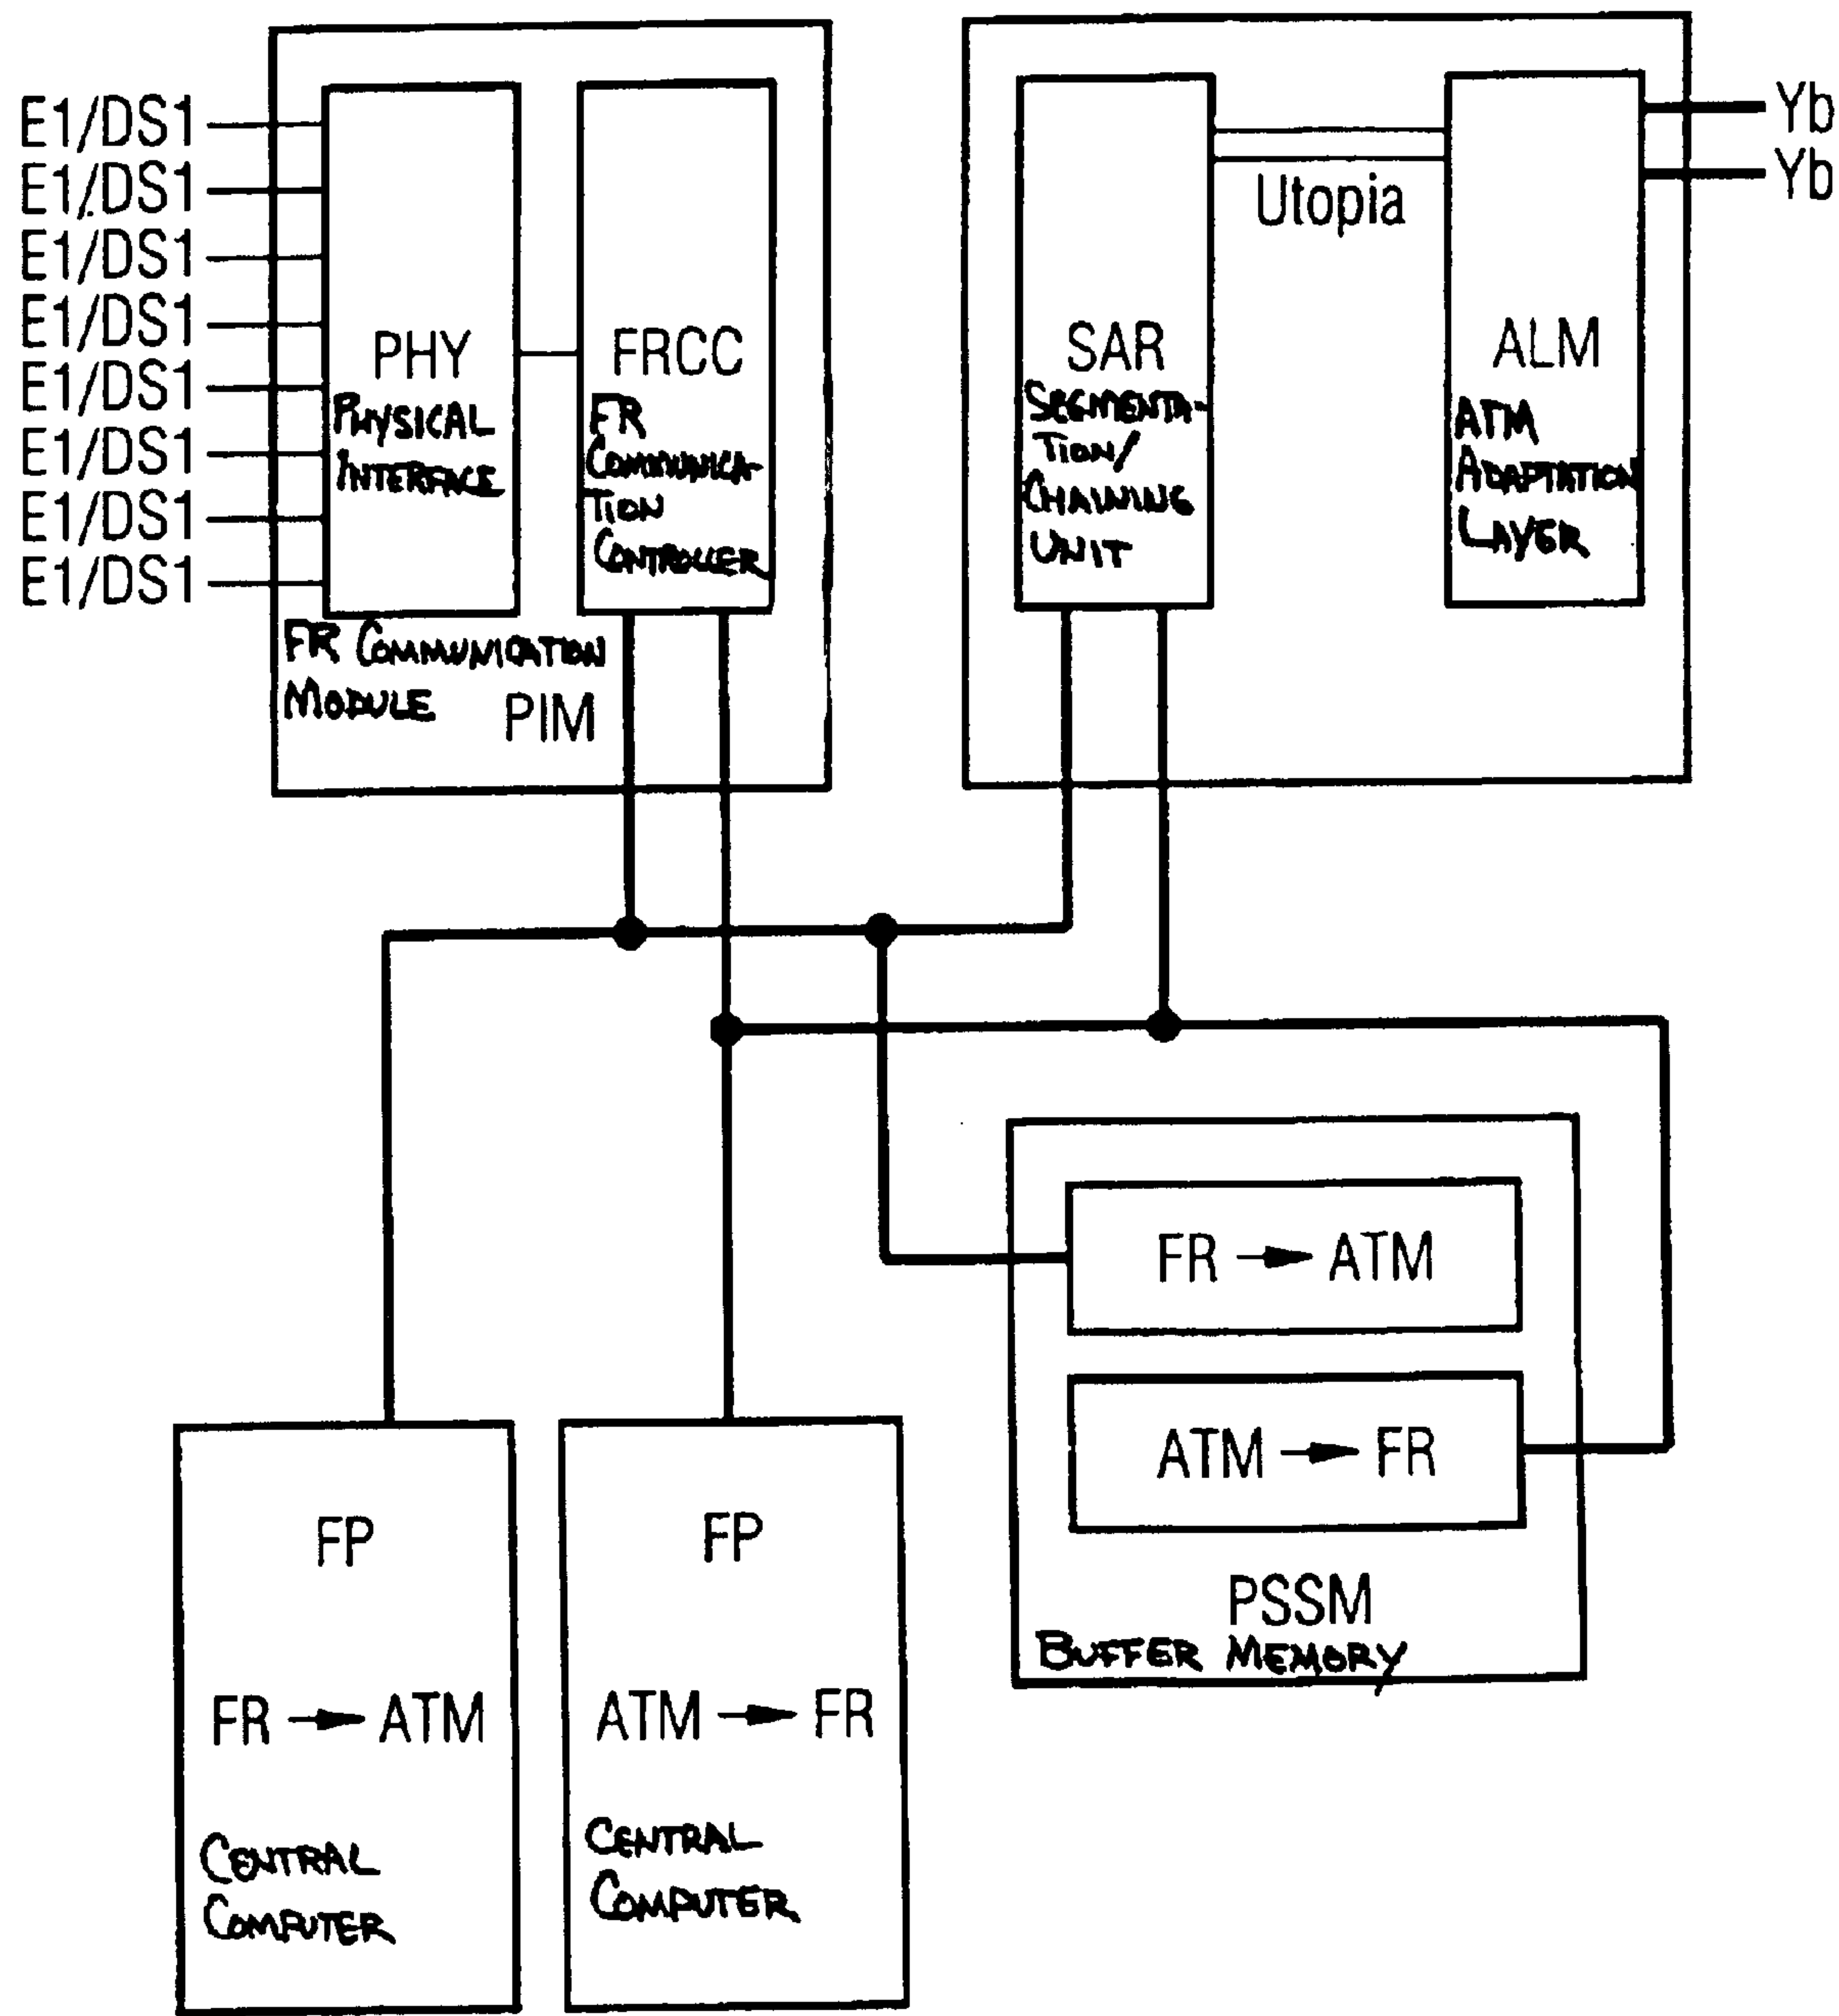 E1/DS1
E1/DS1
E1/DS1
E1/DS1
E1/DS1
E1/DS1
E1/DS1
E1/DS1
PHY
PHYSICAL
INTERFACE
FRCC
FR
COMMUNICA-
TION
CONTROLLER
FR COMMUNICATION
MODULE
PIM
SAR
SEGMENTA-
TION/
CHAINING
UNIT
Utopia
ALM
ATM
ADAPTATION
LAYER
Yb
Yb
FR → ATM
ATM → FR
PSSM
BUFFER MEMORY
FP
FR → ATM
CENTRAL
COMPUTER
FP
ATM → FR
CENTRAL
COMPUTER